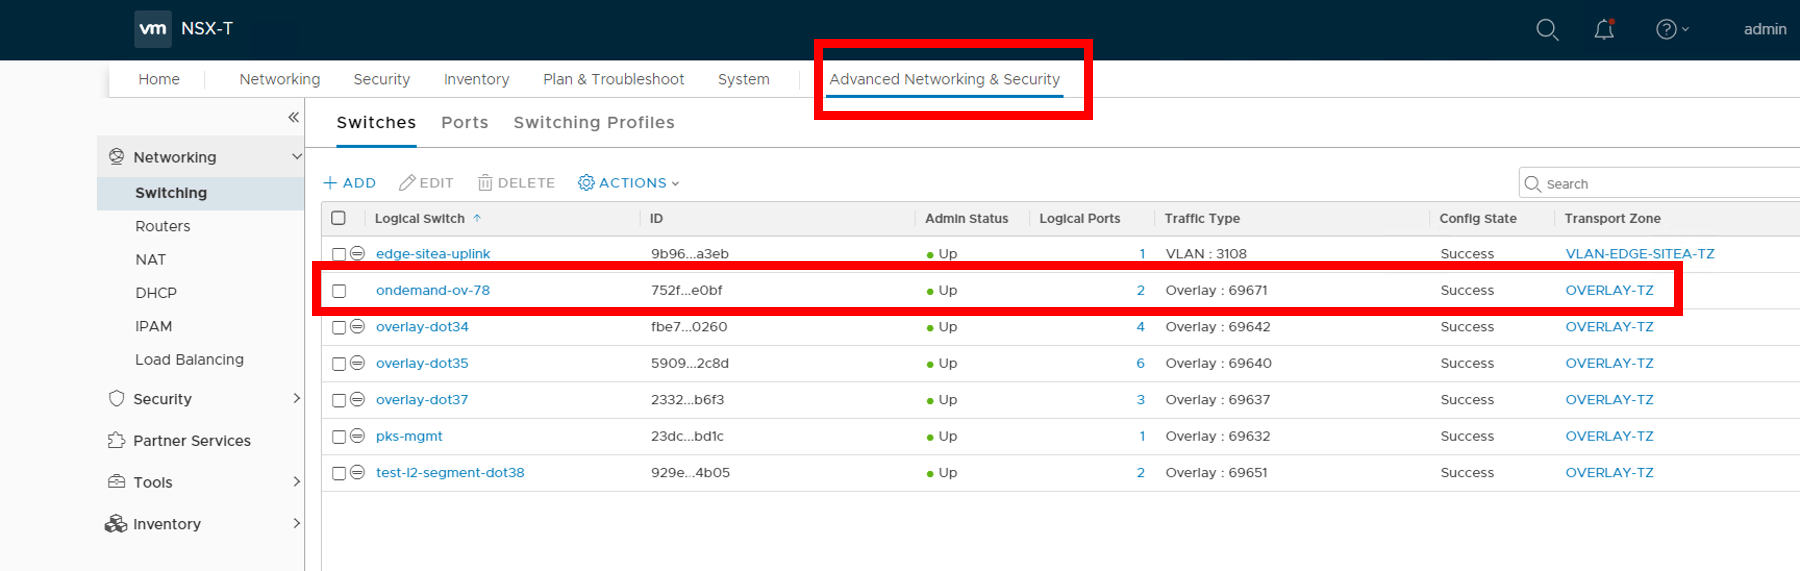 vm NSX-T admin
Home Networking Security Inventory Plan & Troubleshoot System Advanced Networking & Security
«
Networking
Switching
Routers
NAT
DHCP
IPAM
Load Balancing
Security
Partner Services
Tools
Inventory
Switches Ports Switching Profiles
+ ADD EDIT DELETE ACTIONS Search
Logical Switch ↑ ID Admin Status Logical Ports Traffic Type Config State Transport Zone
edge-sitea-uplink 9b96...a3eb Up 1 VLAN : 3108 Success VLAN-EDGE-SITEA-TZ
ondemand-ov-78 752f...e0bf Up 2 Overlay : 69671 Success OVERLAY-TZ
overlay-dot34 fbe7...0260 Up 4 Overlay : 69642 Success OVERLAY-TZ
overlay-dot35 5909...2c8d Up 6 Overlay : 69640 Success OVERLAY-TZ
overlay-dot37 2332...b6f3 Up 3 Overlay : 69637 Success OVERLAY-TZ
pks-mgmt 23dc...bd1c Up 1 Overlay : 69632 Success OVERLAY-TZ
test-l2-segment-dot38 929e...4b05 Up 2 Overlay : 69651 Success OVERLAY-TZ